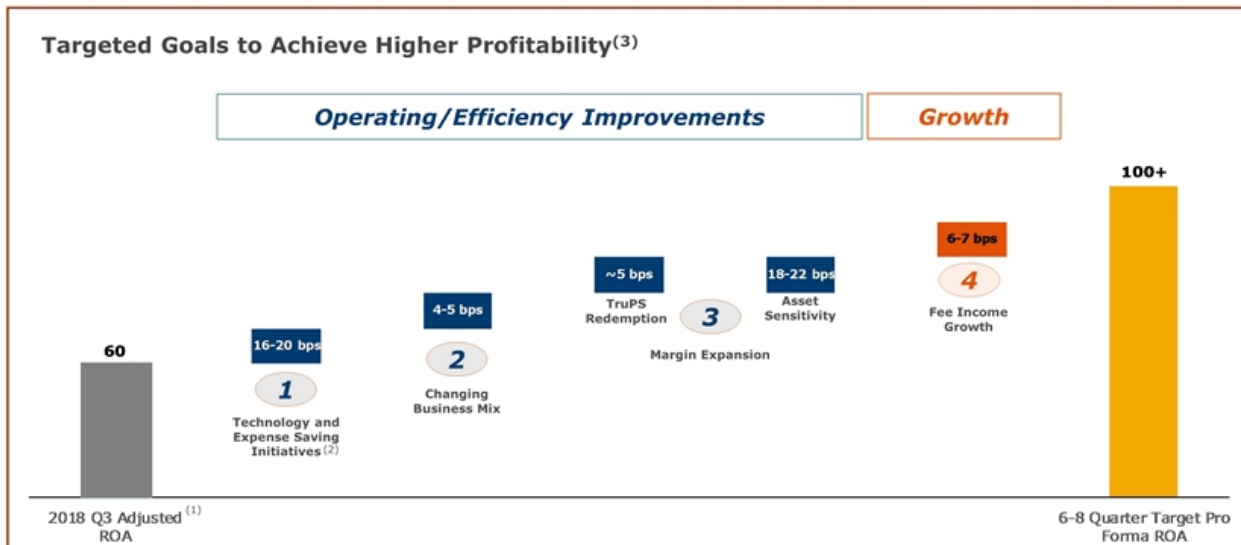 Targeted Goals to Achieve Higher Profitability(3)
Operating/Efficiency Improvements
Growth
60
16-20 bps
1
Technology and
Expense Saving
Initiatives (2)
4-5 bps
2
Changing
Business Mix
~5 bps
TruPS
Redemption
3
Margin Expansion
18-22 bps
Asset
Sensitivity
6-7 bps
4
Fee Income
Growth
100+
2018 Q3 Adjusted (1)
ROA
6-8 Quarter Target Pro
Forma ROA